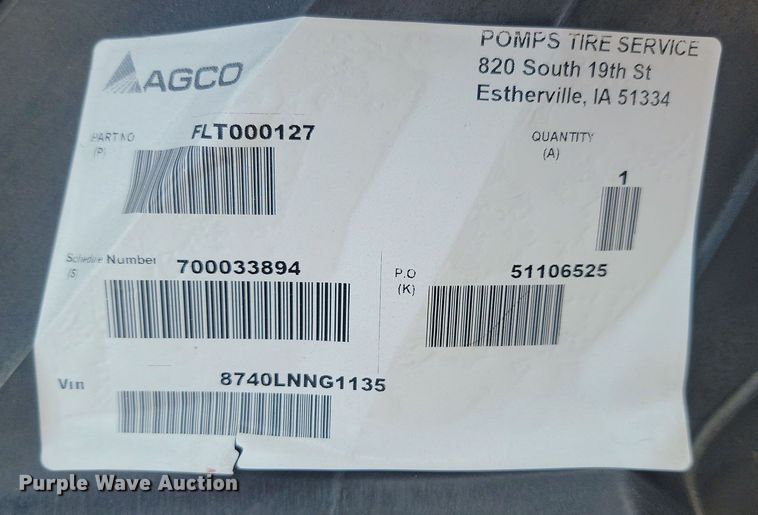 AGCO
POMPS TIRE SERVICE
820 South 19th St
Estherville, IA 51334
PART NO
(P)
FLT000127
QUANTITY
(A)
1
Schedule Number
(S)
700033894
P.O
(K)
51106525
Vin
8740LNNG1135
Purple Wave Auction